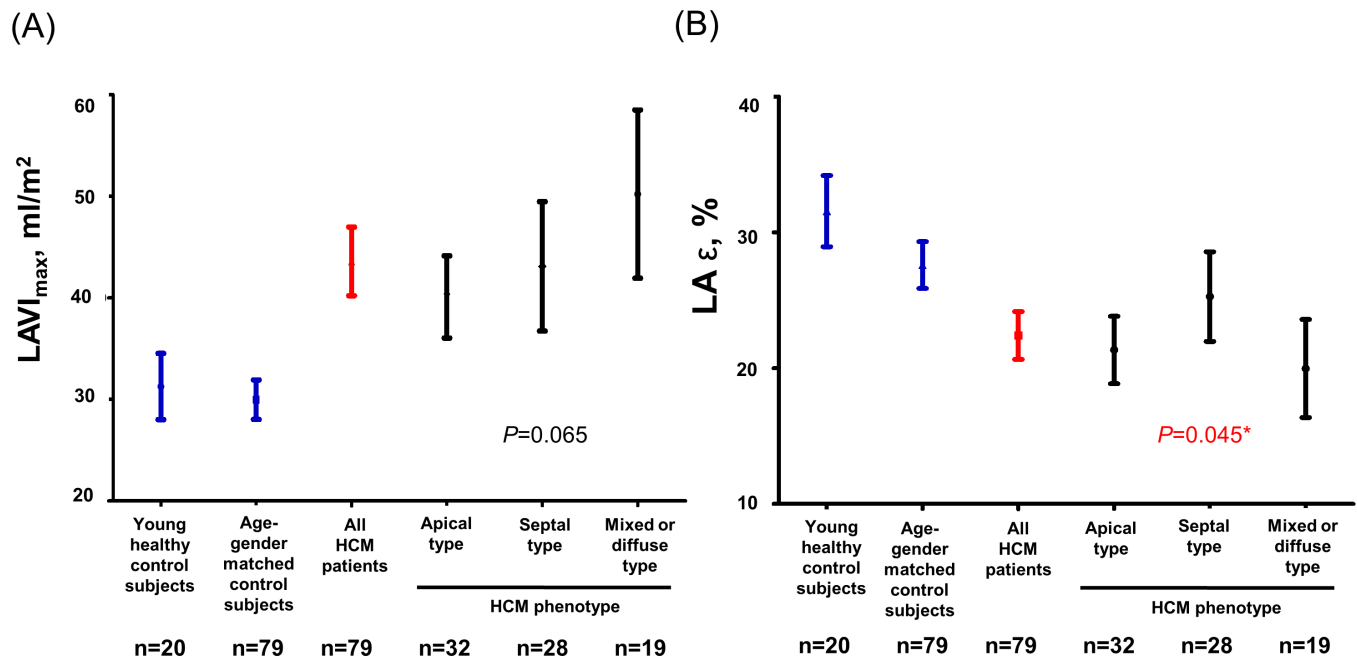 (A)
LAVImax, ml/m²
60
50
40
30
20
P=0.065
Young
healthy
control
subjects
Age-
gender
matched
control
subjects
All
HCM
patients
Apical
type
Septal
type
Mixed or
diffuse
type
HCM phenotype
n=20 n=79 n=79 n=32 n=28 n=19
(B)
LA ε, %
40
30
20
10
P=0.045*
Young
healthy
control
subjects
Age-
gender
matched
control
subjects
All
HCM
patients
Apical
type
Septal
type
Mixed or
diffuse
type
HCM phenotype
n=20 n=79 n=79 n=32 n=28 n=19